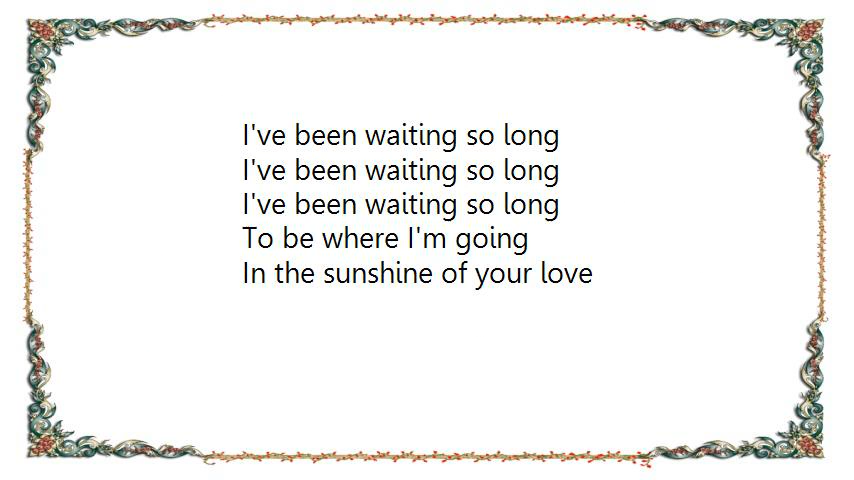 I've been waiting so long
I've been waiting so long
I've been waiting so long
To be where I'm going
In the sunshine of your love